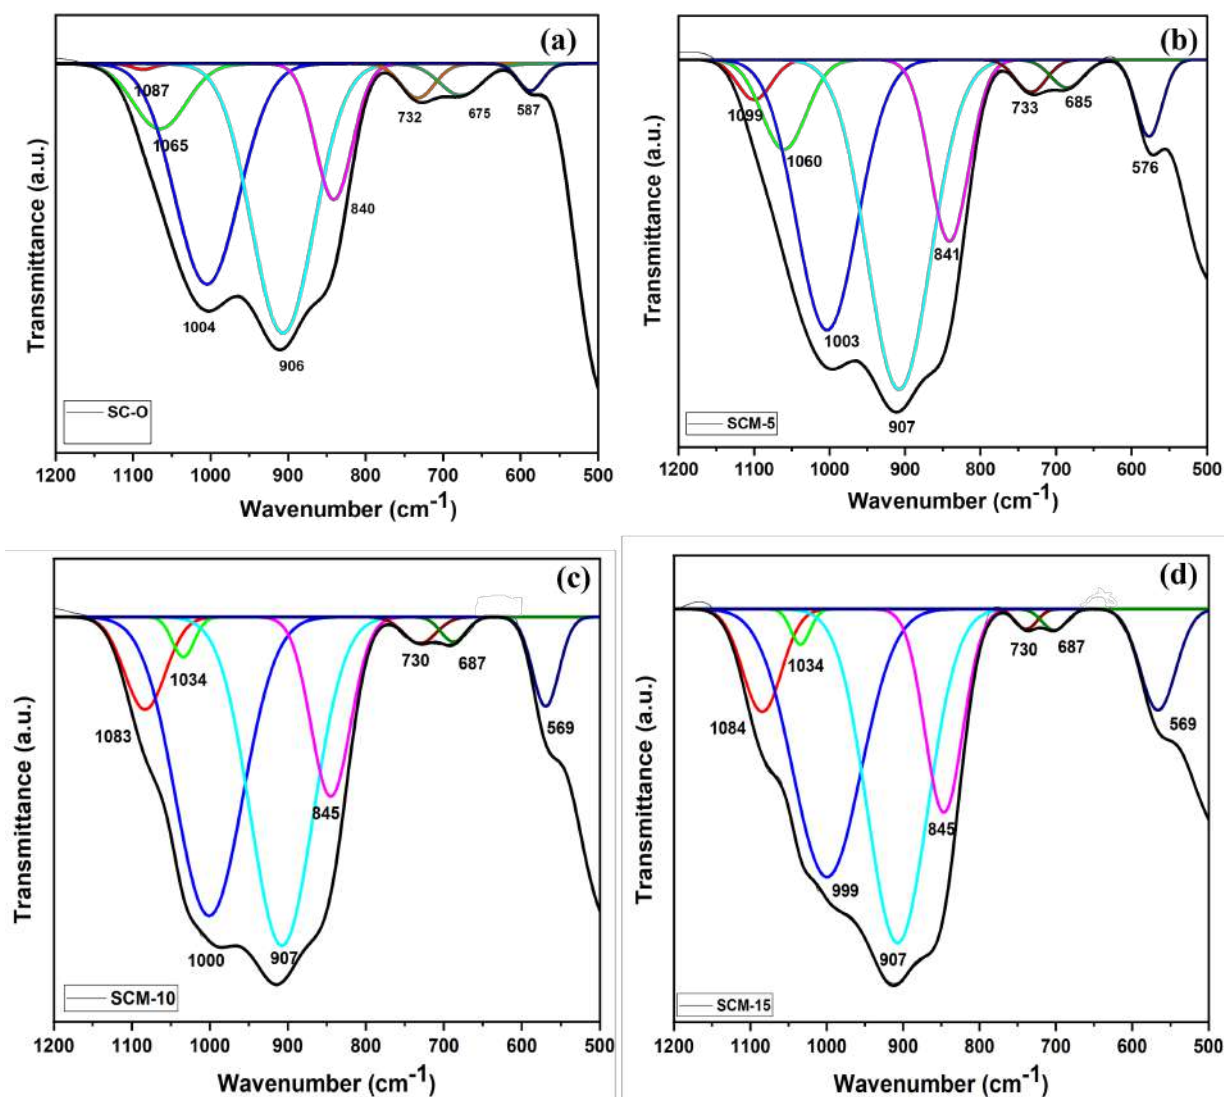 (a)
1087
1065
732
675
587
840
1004
906
SC-O
Transmittance (a.u.)
1200 1100 1000 900 800 700 600 500
Wavenumber (cm-1)
(b)
1099
1060
733
685
576
841
1003
907
SCM-5
Transmittance (a.u.)
1200 1100 1000 900 800 700 600 500
Wavenumber (cm-1)
(c)
1034
730
687
1083
569
845
1000
907
SCM-10
Transmittance (a.u.)
1200 1100 1000 900 800 700 600 500
Wavenumber (cm-1)
(d)
1034
730
687
1084
569
845
999
907
SCM-15
Transmittance (a.u.)
1200 1100 1000 900 800 700 600 500
Wavenumber (cm-1)